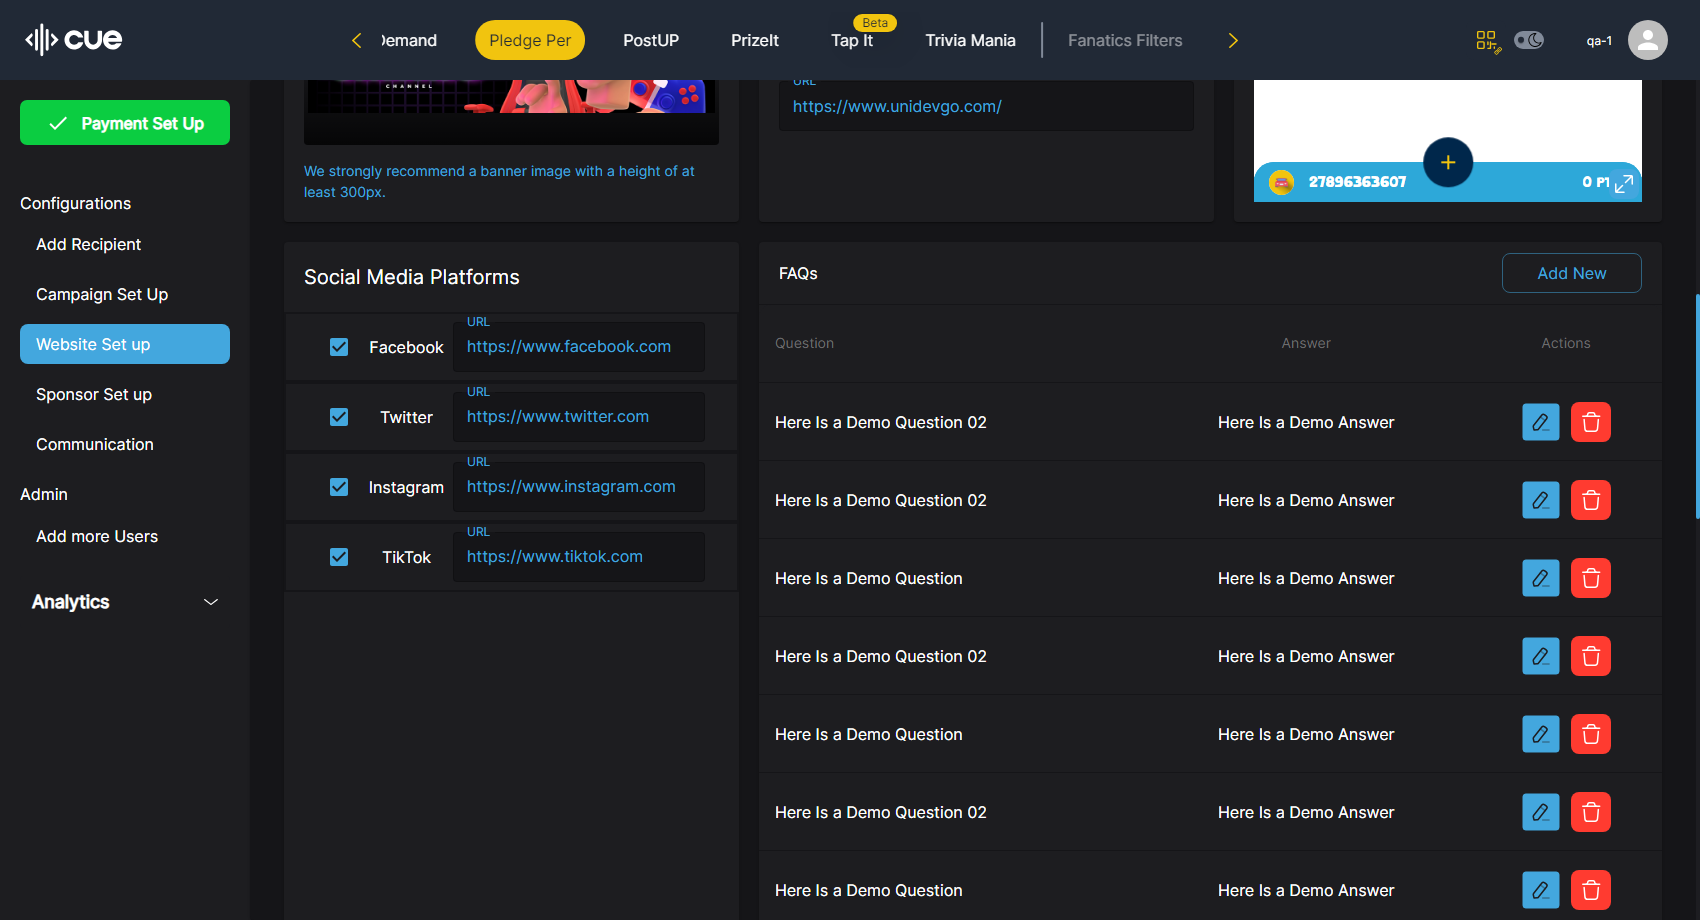 cue
Demand
Pledge Per
PostUP
PrizeIt
Beta
Tap It
Trivia Mania
Fanatics Filters
qa-1
Payment Set Up
Configurations
Add Recipient
Campaign Set Up
Website Set up
Sponsor Set up
Communication
Admin
Add more Users
Analytics
CHANNEL
We strongly recommend a banner image with a height of at
least 300px.
URL
https://www.unidevgo.com/
+
27896363607
0 PT
Social Media Platforms
Facebook
URL
https://www.facebook.com
Twitter
URL
https://www.twitter.com
Instagram
URL
https://www.instagram.com
TikTok
URL
https://www.tiktok.com
FAQs
Add New
Question Answer Actions
Here Is a Demo Question 02 Here Is a Demo Answer
Here Is a Demo Question 02 Here Is a Demo Answer
Here Is a Demo Question Here Is a Demo Answer
Here Is a Demo Question 02 Here Is a Demo Answer
Here Is a Demo Question Here Is a Demo Answer
Here Is a Demo Question 02 Here Is a Demo Answer
Here Is a Demo Question Here Is a Demo Answer